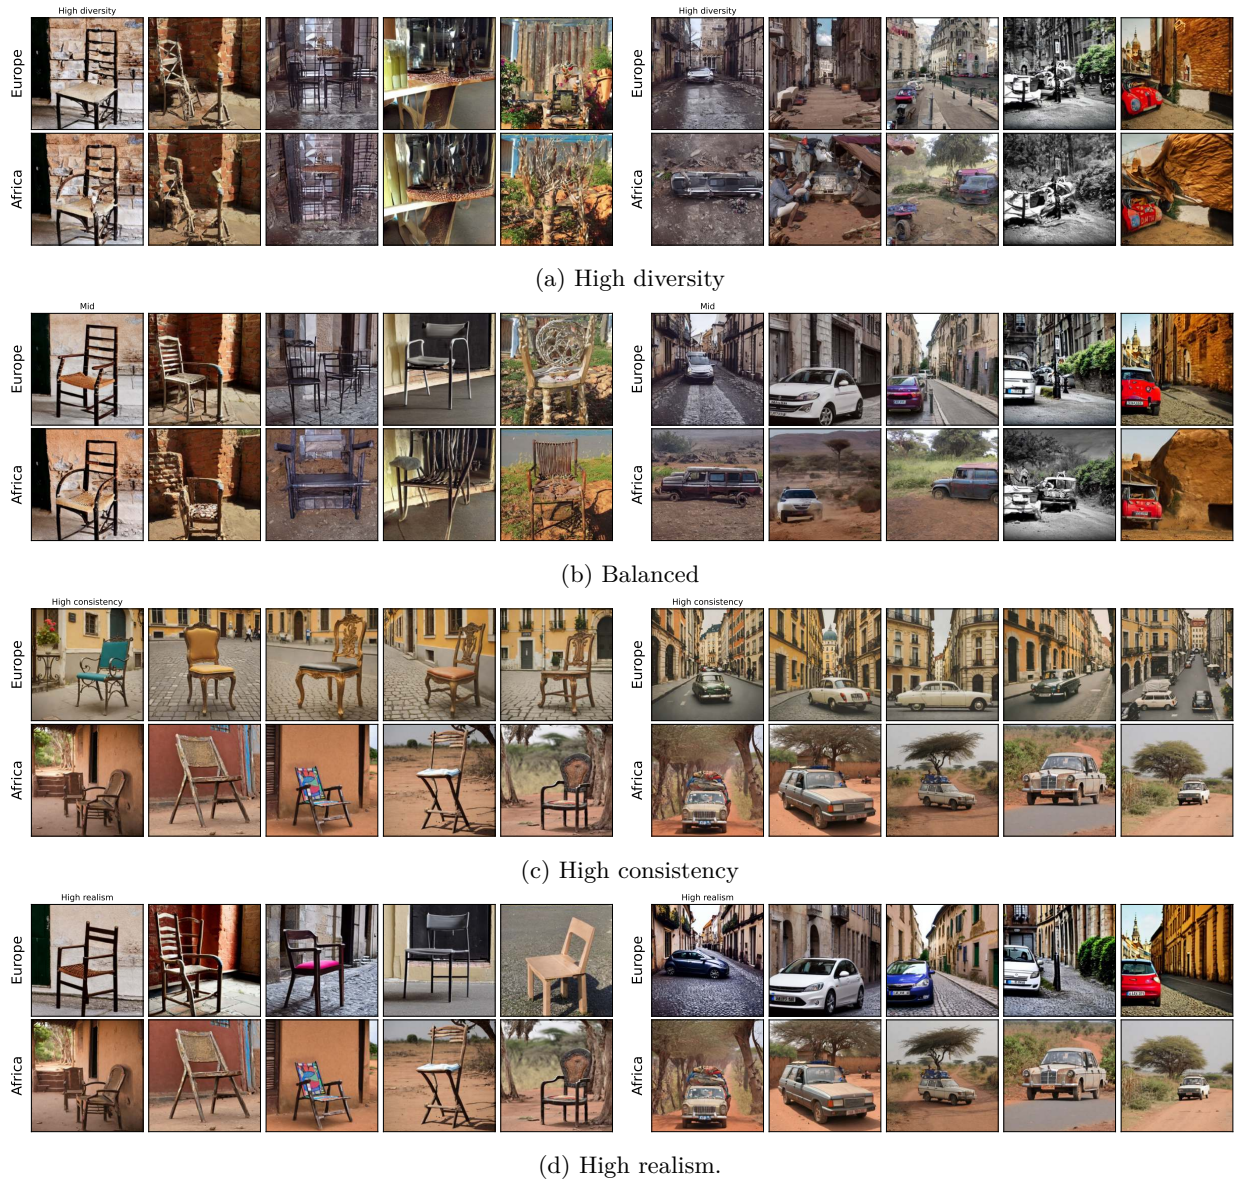 High diversity
High diversity
Europe
Europe
Africa
Africa
(a) High diversity
Mid
Mid
Europe
Europe
Africa
Africa
(b) Balanced
High consistency
High consistency
Europe
Europe
Africa
Africa
(c) High consistency
High realism
High realism
Europe
Europe
Africa
Africa
(d) High realism.